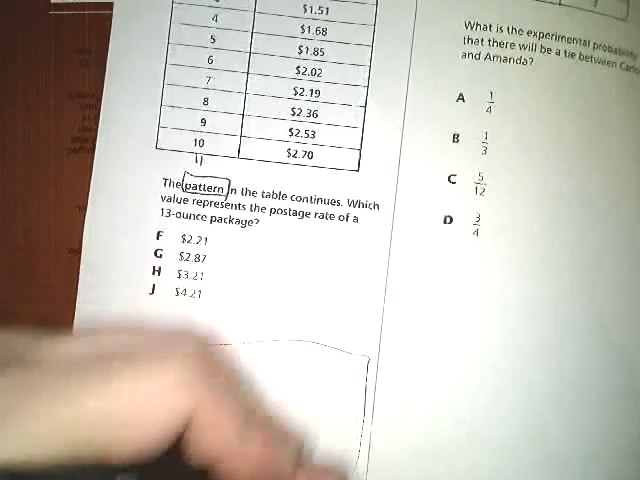 $1.51
4 $1.68
5 $1.85
6 $2.02
7 $2.19
8 $2.36
9 $2.53
10 $2.70
11
The pattern in the table continues. Which
value represents the postage rate of a
13-ounce package?
F $2.21
G $2.87
H $3.21
J $4.21
What is the experimental probability
that there will be a tie between
and Amanda?
A 1/4
B 1/3
C 5/12
D 3/4